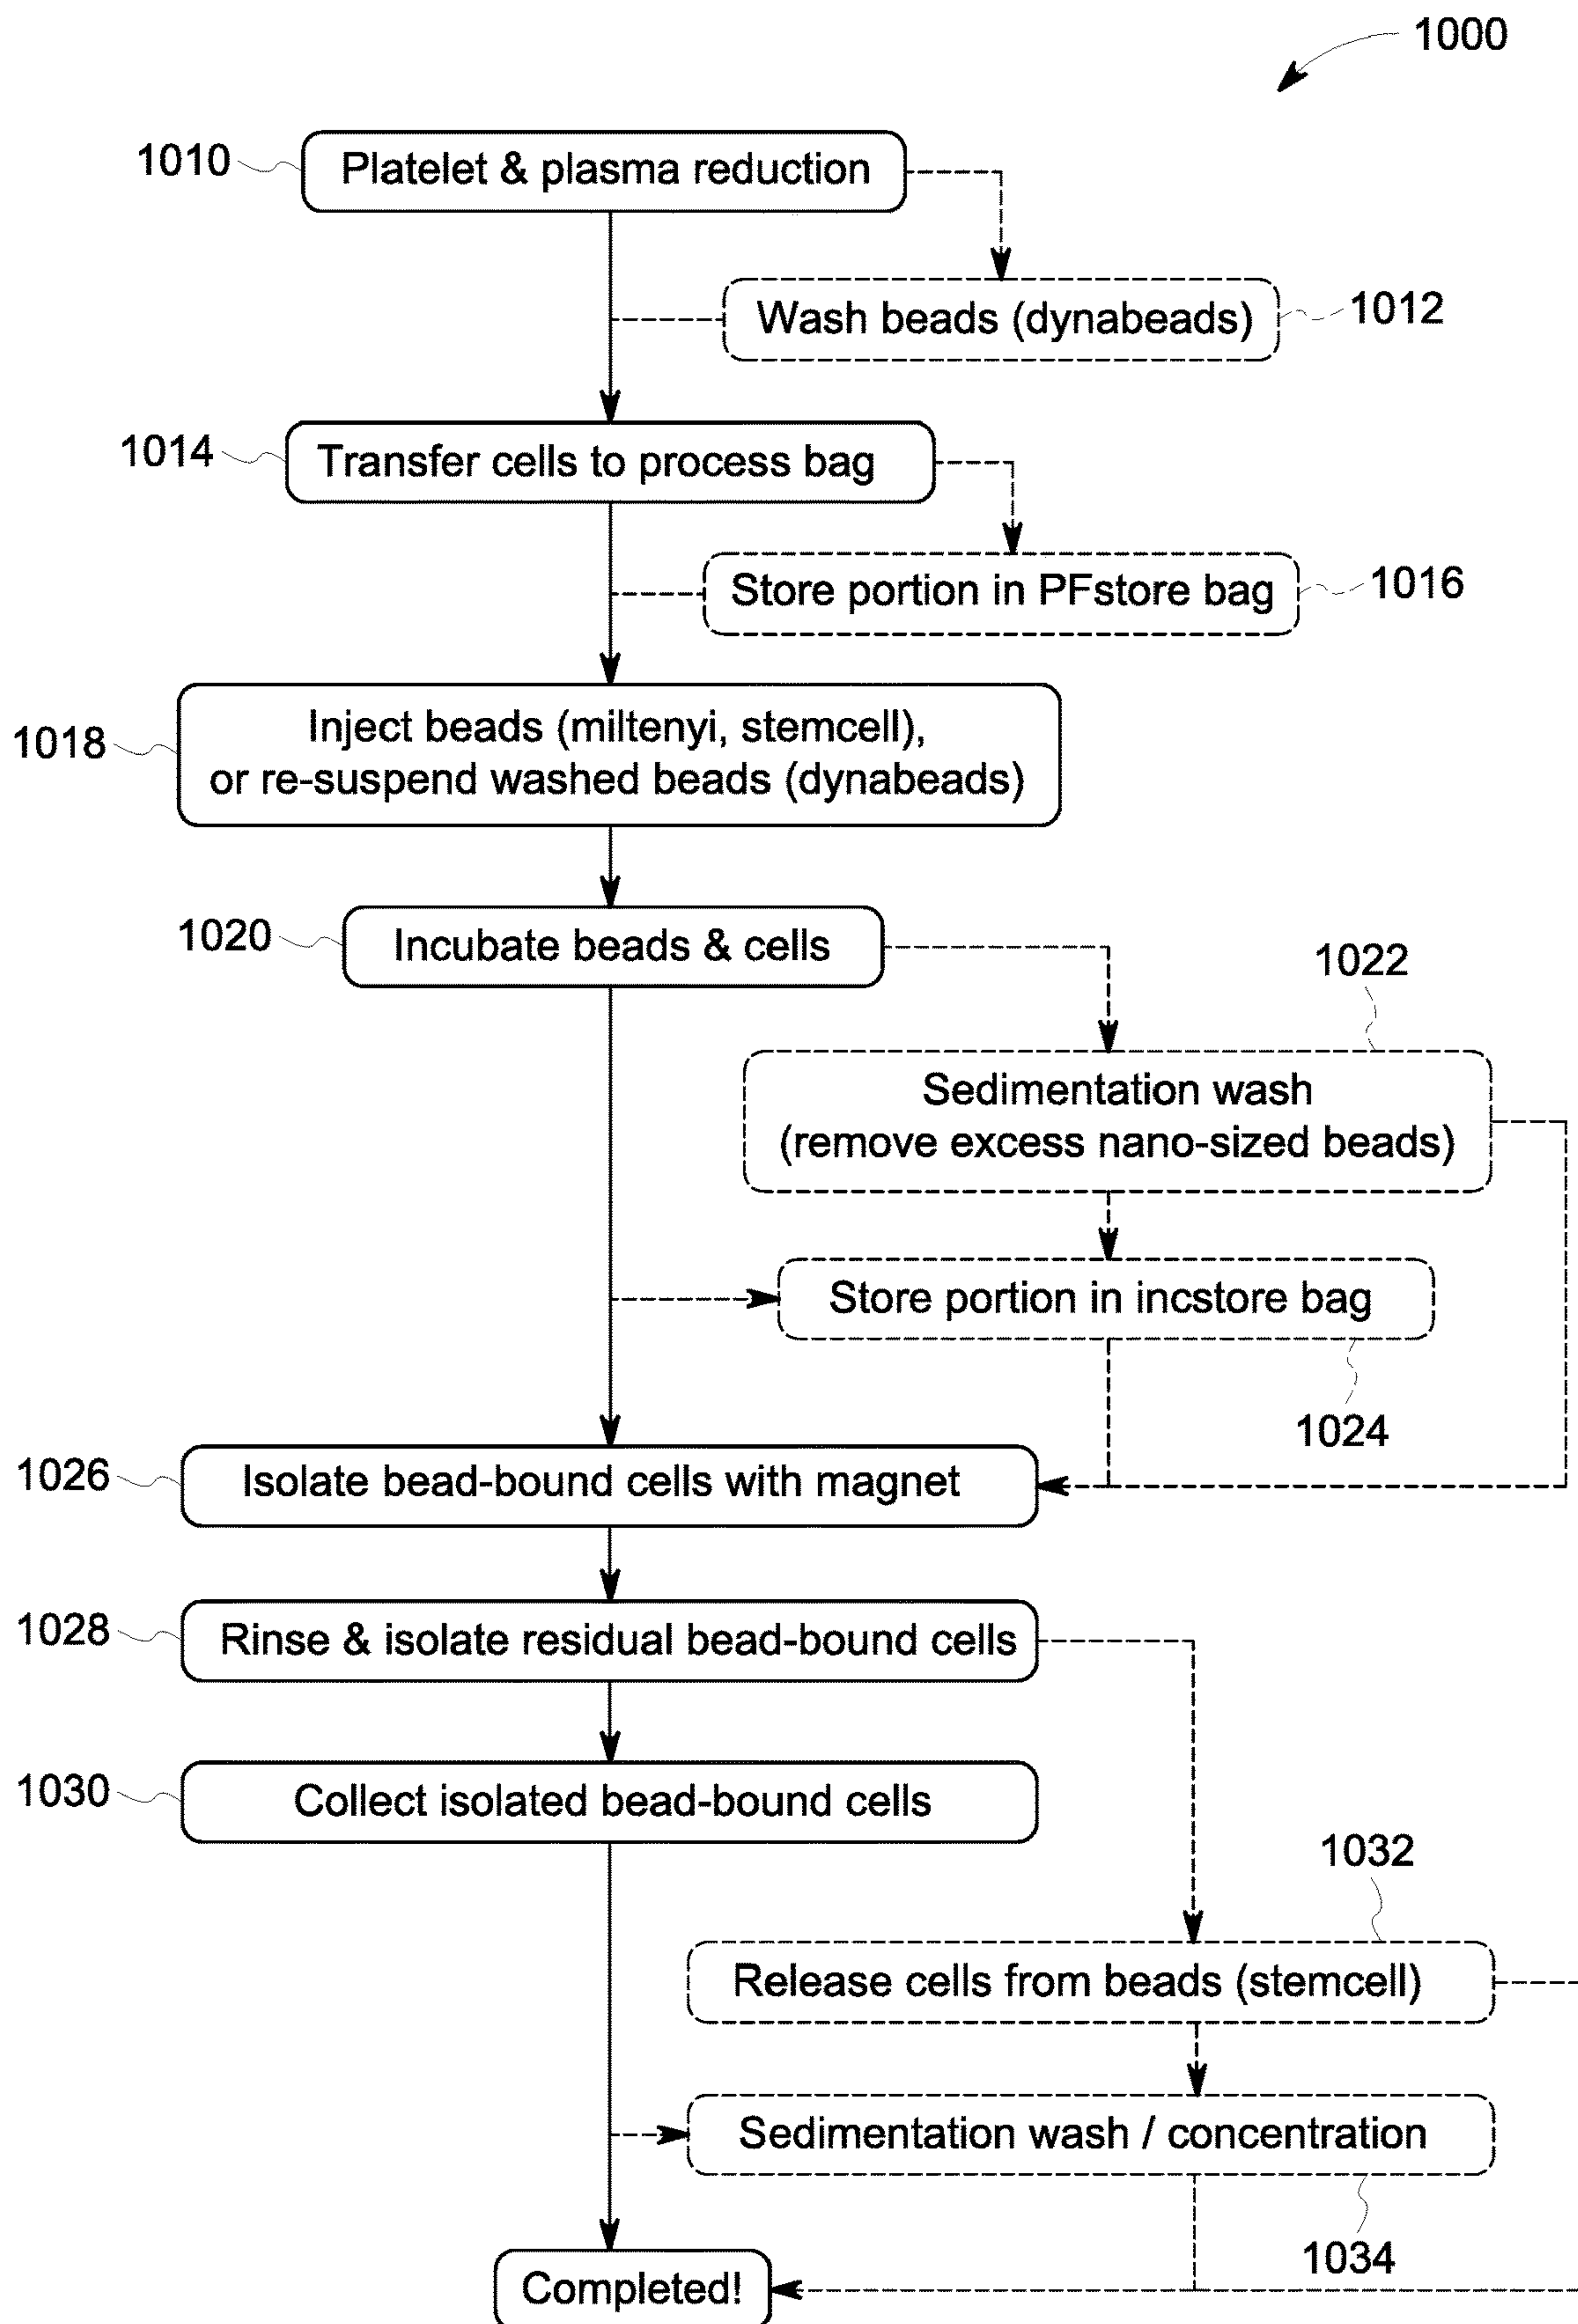 1000
1010
Platelet & plasma reduction
Wash beads (dynabeads)
1012
1014
Transfer cells to process bag
Store portion in PFstore bag
1016
1018
Inject beads (miltenyi, stemcell),
or re-suspend washed beads (dynabeads)
1020
Incubate beads & cells
1022
Sedimentation wash
(remove excess nano-sized beads)
Store portion in incstore bag
1024
1026
Isolate bead-bound cells with magnet
1028
Rinse & isolate residual bead-bound cells
1030
Collect isolated bead-bound cells
1032
Release cells from beads (stemcell)
Sedimentation wash / concentration
1034
Completed!